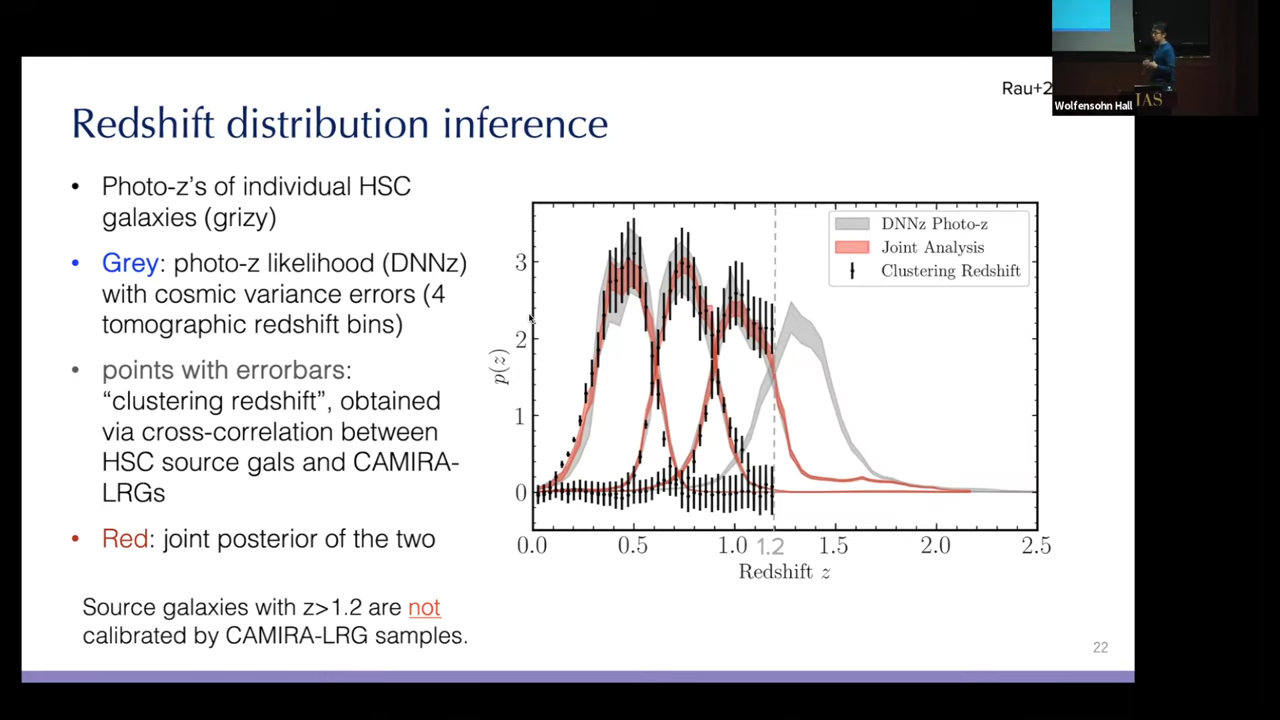 Rau+2
Wolfensohn Hall
IAS
Redshift distribution inference
• Photo-z's of individual HSC
galaxies (grizy)
• Grey: photo-z likelihood (DNNz)
with cosmic variance errors (4
tomographic redshift bins)
• points with errorbars:
“clustering redshift”, obtained
via cross-correlation between
HSC source gals and CAMIRA-
LRGs
• Red: joint posterior of the two
Source galaxies with z>1.2 are not
calibrated by CAMIRA-LRG samples.
DNNz Photo-z
Joint Analysis
Clustering Redshift
p(z)
3
2
1
0
0.0 0.5 1.0 1.2 1.5 2.0 2.5
Redshift z
22